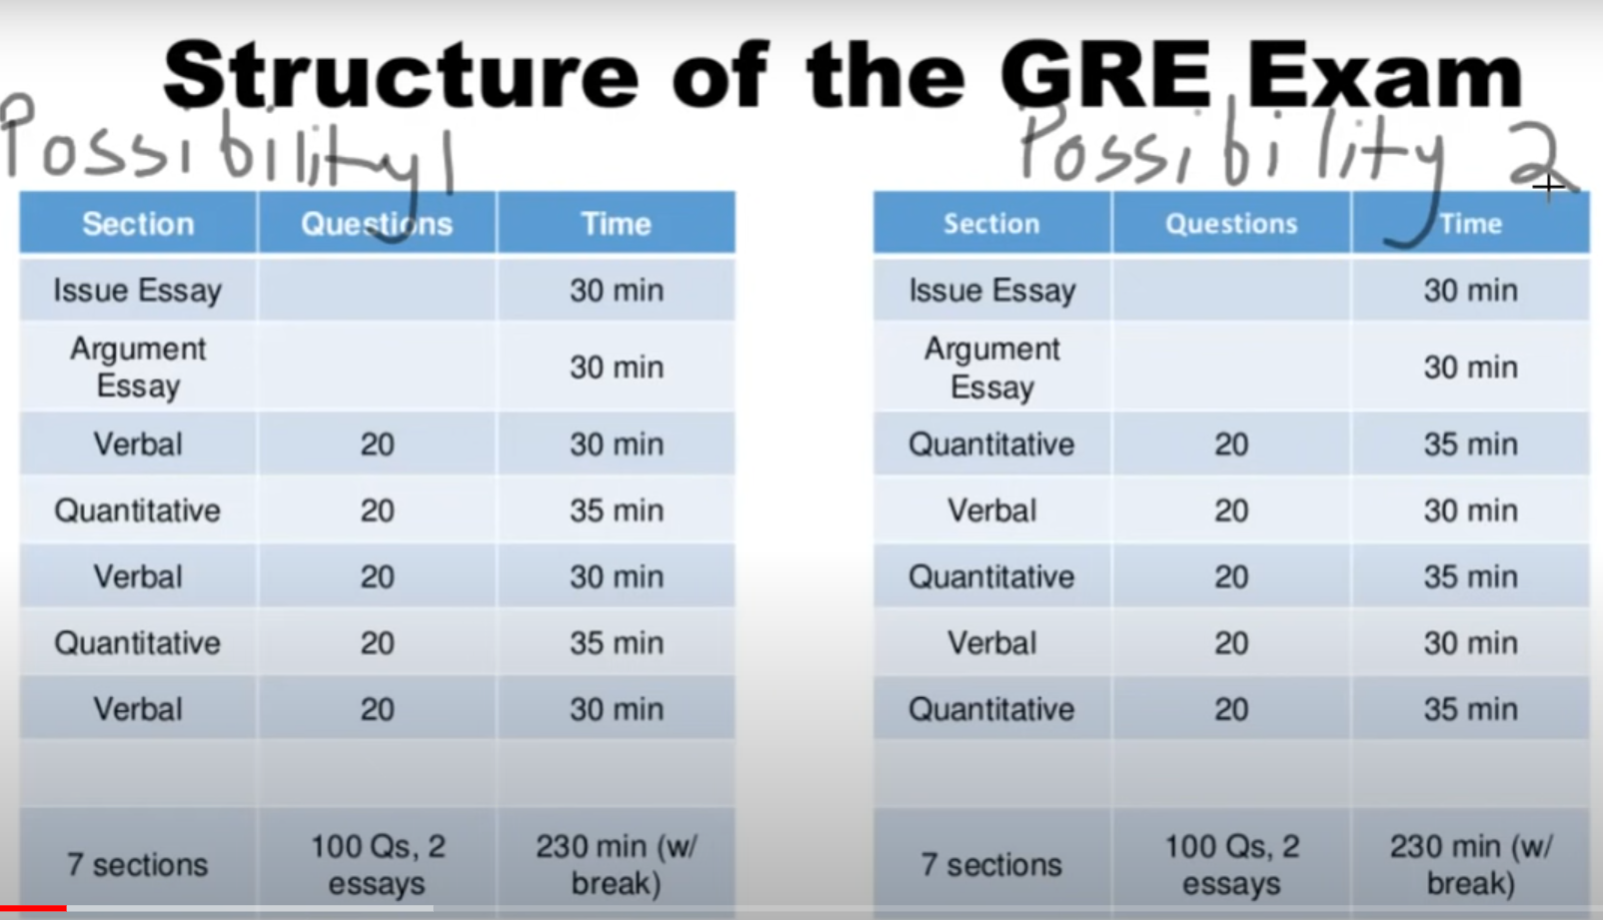 Structure of the GRE Exam
Possibility 1
Possibility 2
Section Questions Time
Issue Essay 30 min
Argument Essay 30 min
Verbal 20 30 min
Quantitative 20 35 min
Verbal 20 30 min
Quantitative 20 35 min
Verbal 20 30 min
7 sections 100 Qs, 2 essays 230 min (w/ break)
Section Questions Time
Issue Essay 30 min
Argument Essay 30 min
Quantitative 20 35 min
Verbal 20 30 min
Quantitative 20 35 min
Verbal 20 30 min
Quantitative 20 35 min
7 sections 100 Qs, 2 essays 230 min (w/ break)